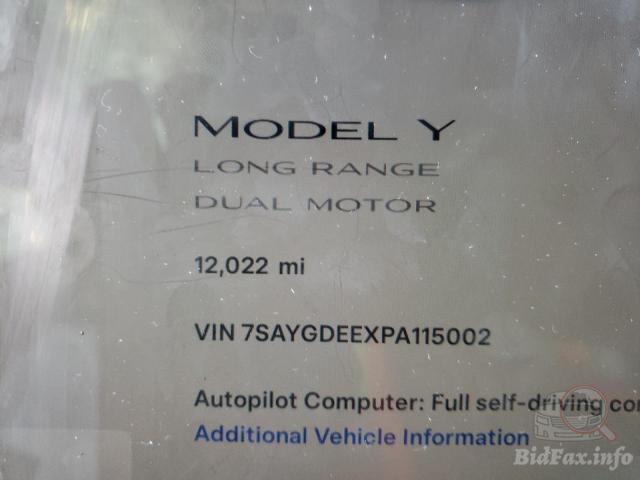 MODEL Y
LONG RANGE
DUAL MOTOR
12,022 mi
VIN 7SAYGDEEXPA115002
Autopilot Computer: Full self-driving co
Additional Vehicle Information
BidFax.info